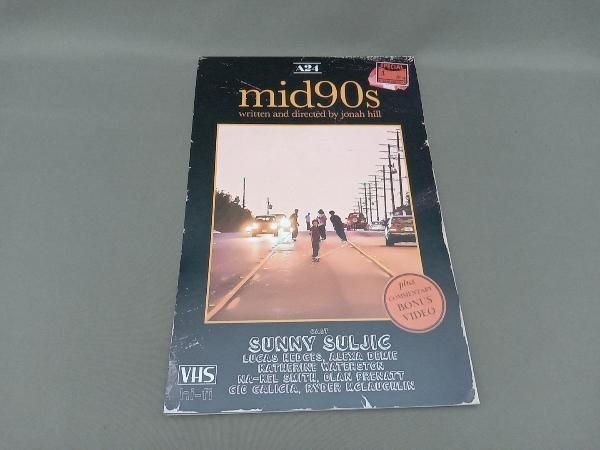 A24
SPECIAL
mid90s
written and directed by jonah hill
plus
COMMENTARY
BONUS
VIDEO
CAST
SUNNY SULJIC
LUCAS HEDGES, ALEXA DEMIE
KATHERINE WATERSTON
NA-KEL SMITH, OLAN PRENATT
GIO GALICIA, RYDER MCLAUGHLIN
VHS
hi-fi